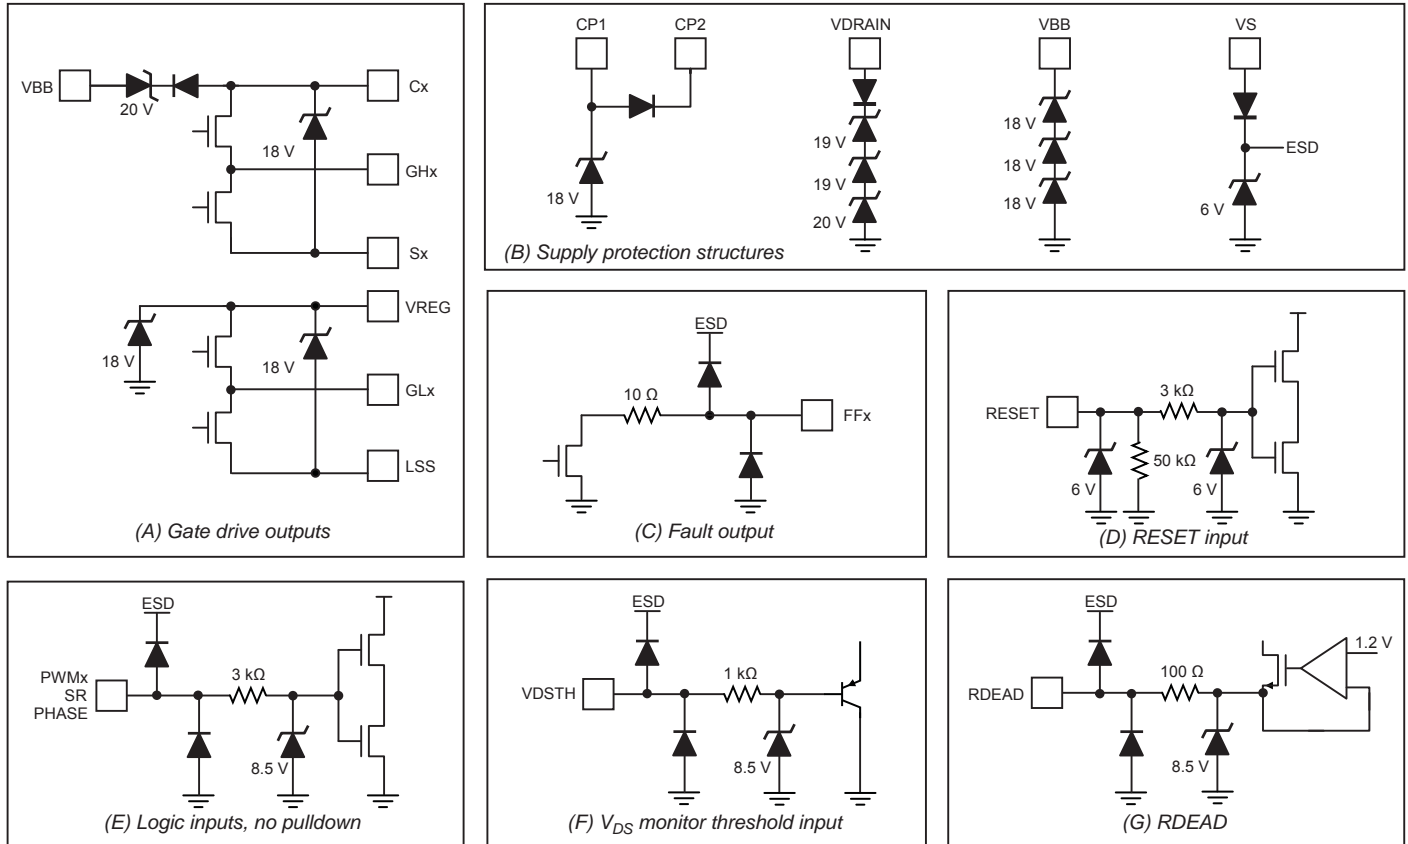 VBB
20 V
18 V
Cx
GHx
Sx
18 V
18 V
VREG
GLx
LSS
(A) Gate drive outputs
CP1
CP2
VDRAIN
VBB
VS
18 V
19 V
19 V
20 V
18 V
18 V
18 V
ESD
6 V
(B) Supply protection structures
ESD
10 Ω
FFx
(C) Fault output
RESET
3 kΩ
50 kΩ
6 V
6 V
(D) RESET input
ESD
PWMx
SR
PHASE
3 kΩ
8.5 V
(E) Logic inputs, no pulldown
ESD
VDSTH
1 kΩ
8.5 V
(F) VDS monitor threshold input
ESD
RDEAD
100 Ω
1.2 V
8.5 V
(G) RDEAD